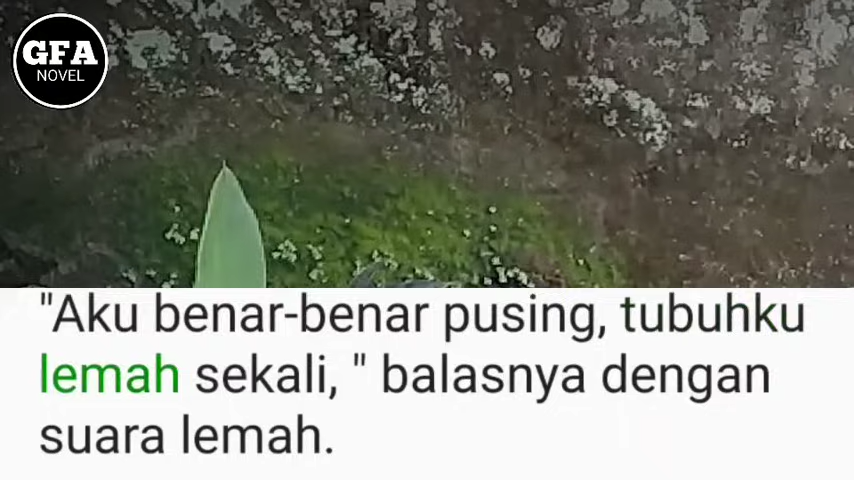 GFA
NOVEL
"Aku benar-benar pusing, tubuhku
lemah sekali, " balasnya dengan
suara lemah.